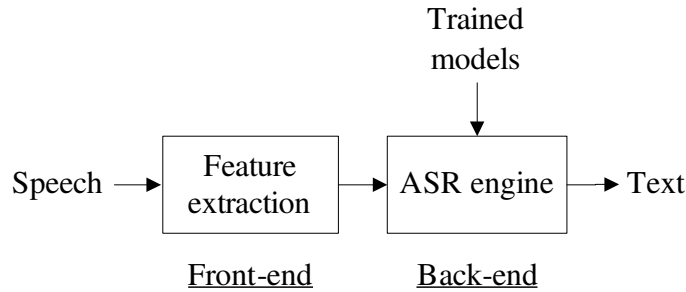 Trained
models
Speech
Feature
extraction
ASR engine
Text
Front-end
Back-end